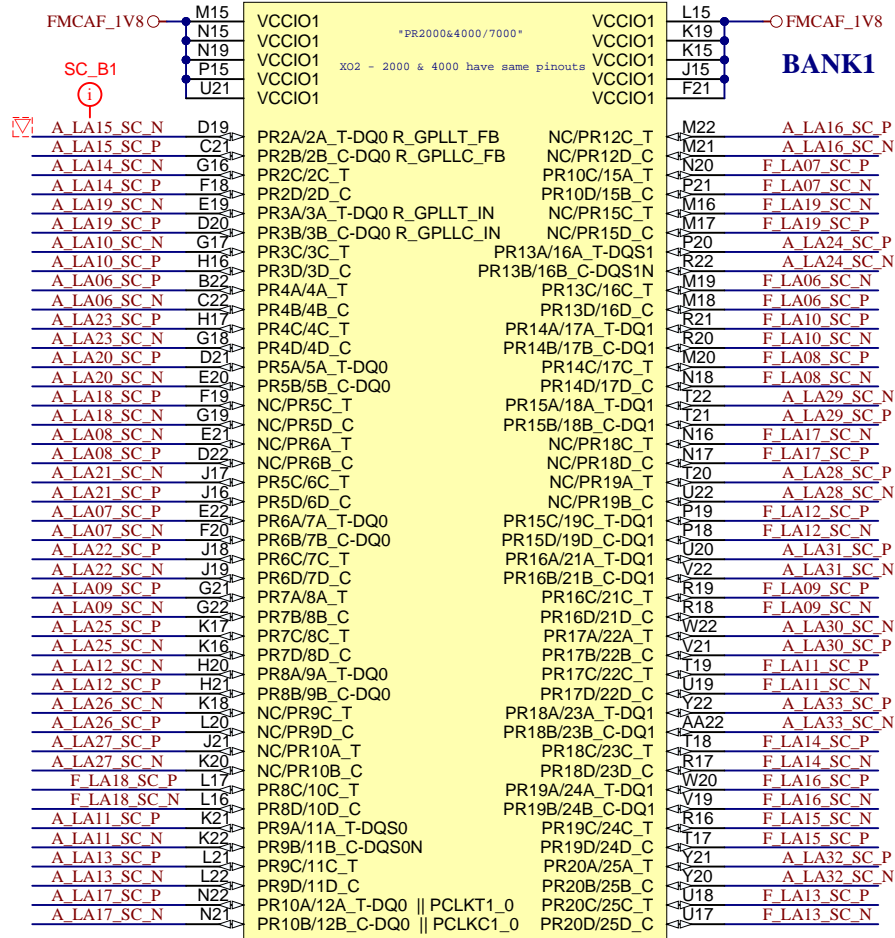 FMCAF_1V8 M15 VCCIO1 "PR2000&4000/7000" VCCIO1 L15 FMCAF_1V8
N15 VCCIO1 VCCIO1 K19
N19 VCCIO1 XO2 - 2000 & 4000 have same pinouts VCCIO1 K15
P15 VCCIO1 VCCIO1 J15
U21 VCCIO1 VCCIO1 F21
BANK1
SC_B1
i
A_LA15_SC_N D19 PR2A/2A_T-DQ0 R_GPLLT_FB NC/PR12C_T M22 A_LA16_SC_P
A_LA15_SC_P C21 PR2B/2B_C-DQ0 R_GPLLC_FB NC/PR12D_C M21 A_LA16_SC_N
A_LA14_SC_N G16 PR2C/2C_T PR10C/15A_T N20 F_LA07_SC_P
A_LA14_SC_P F18 PR2D/2D_C PR10D/15B_C P21 F_LA07_SC_N
A_LA19_SC_N E19 PR3A/3A_T-DQ0 R_GPLLT_IN NC/PR15C_T M16 F_LA19_SC_N
A_LA19_SC_P D20 PR3B/3B_C-DQ0 R_GPLLC_IN NC/PR15D_C M17 F_LA19_SC_P
A_LA10_SC_N G17 PR3C/3C_T PR13A/16A_T-DQS1 P20 A_LA24_SC_P
A_LA10_SC_P H16 PR3D/3D_C PR13B/16B_C-DQS1N R22 A_LA24_SC_N
A_LA06_SC_P B22 PR4A/4A_T PR13C/16C_T M19 F_LA06_SC_N
A_LA06_SC_N C22 PR4B/4B_C PR13D/16D_C M18 F_LA06_SC_P
A_LA23_SC_P H17 PR4C/4C_T PR14A/17A_T-DQ1 R21 F_LA10_SC_P
A_LA23_SC_N G18 PR4D/4D_C PR14B/17B_C-DQ1 R20 F_LA10_SC_N
A_LA20_SC_P D21 PR5A/5A_T-DQ0 PR14C/17C_T M20 F_LA08_SC_P
A_LA20_SC_N E20 PR5B/5B_C-DQ0 PR14D/17D_C N18 F_LA08_SC_N
A_LA18_SC_P F19 NC/PR5C_T PR15A/18A_T-DQ1 T22 A_LA29_SC_N
A_LA18_SC_N G19 NC/PR5D_C PR15B/18B_C-DQ1 T21 A_LA29_SC_P
A_LA08_SC_N E21 NC/PR6A_T NC/PR18C_T N16 F_LA17_SC_N
A_LA08_SC_P D22 NC/PR6B_C NC/PR18D_C N17 F_LA17_SC_P
A_LA21_SC_N J17 PR5C/6C_T NC/PR19A_T T20 A_LA28_SC_P
A_LA21_SC_P J16 PR5D/6D_C NC/PR19B_C U22 A_LA28_SC_N
A_LA07_SC_P E22 PR6A/7A_T-DQ0 PR15C/19C_T-DQ1 P19 F_LA12_SC_P
A_LA07_SC_N F20 PR6B/7B_C-DQ0 PR15D/19D_C-DQ1 P18 F_LA12_SC_N
A_LA22_SC_P J18 PR6C/7C_T PR16A/21A_T-DQ1 U20 A_LA31_SC_P
A_LA22_SC_N J19 PR6D/7D_C PR16B/21B_C-DQ1 V22 A_LA31_SC_N
A_LA09_SC_P G21 PR7A/8A_T PR16C/21C_T R19 F_LA09_SC_P
A_LA09_SC_N G22 PR7B/8B_C PR16D/21D_C R18 F_LA09_SC_N
A_LA25_SC_P K17 PR7C/8C_T PR17A/22A_T W22 A_LA30_SC_N
A_LA25_SC_N K16 PR7D/8D_C PR17B/22B_C V21 A_LA30_SC_P
A_LA12_SC_N H20 PR8A/9A_T-DQ0 PR17C/22C_T T19 F_LA11_SC_P
A_LA12_SC_P H21 PR8B/9B_C-DQ0 PR17D/22D_C U19 F_LA11_SC_N
A_LA26_SC_N K18 NC/PR9C_T PR18A/23A_T-DQ1 Y22 A_LA33_SC_P
A_LA26_SC_P L20 NC/PR9D_C PR18B/23B_C-DQ1 AA22 A_LA33_SC_N
A_LA27_SC_P J21 NC/PR10A_T PR18C/23C_T T18 F_LA14_SC_P
A_LA27_SC_N K20 NC/PR10B_C PR18D/23D_C R17 F_LA14_SC_N
F_LA18_SC_P L17 PR8C/10C_T PR19A/24A_T-DQ1 W20 F_LA16_SC_P
F_LA18_SC_N L16 PR8D/10D_C PR19B/24B_C-DQ1 V19 F_LA16_SC_N
A_LA11_SC_P K21 PR9A/11A_T-DQS0 PR19C/24C_T R16 F_LA15_SC_N
A_LA11_SC_N K22 PR9B/11B_C-DQS0N PR19D/24D_C T17 F_LA15_SC_P
A_LA13_SC_P L21 PR9C/11C_T PR20A/25A_T Y21 A_LA32_SC_P
A_LA13_SC_N L22 PR9D/11D_C PR20B/25B_C Y20 A_LA32_SC_N
A_LA17_SC_P N22 PR10A/12A_T-DQ0 || PCLKT1_0 PR20C/25C_T U18 F_LA13_SC_P
A_LA17_SC_N N21 PR10B/12B_C-DQ0 || PCLKC1_0 PR20D/25D_C U17 F_LA13_SC_N